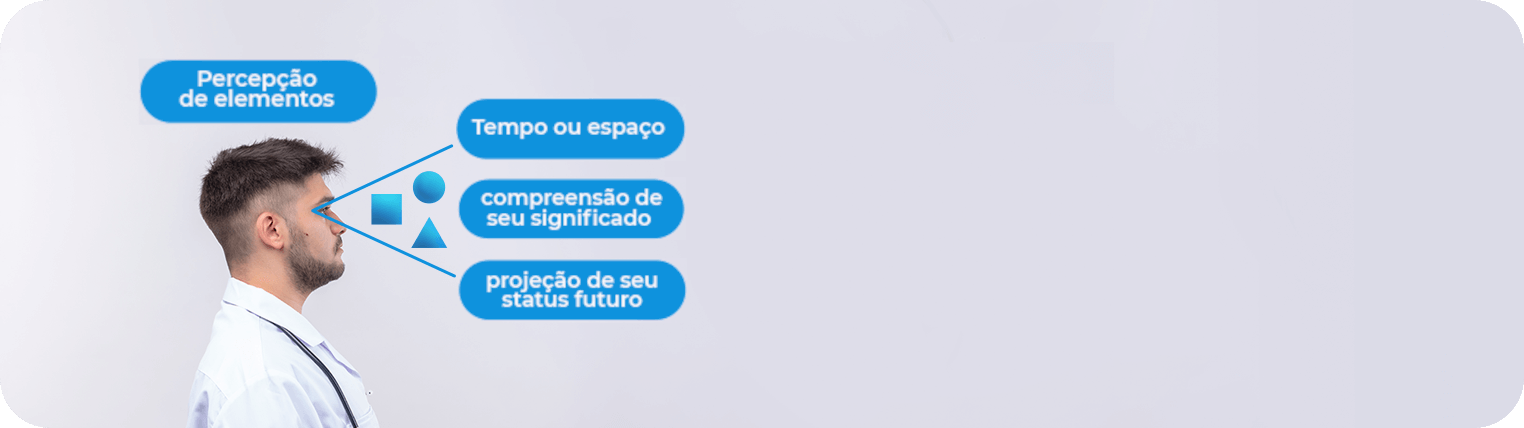 Percepção
de elementos
Tempo ou espaço
compreensão de
seu significado
projeção de seu
status futuro